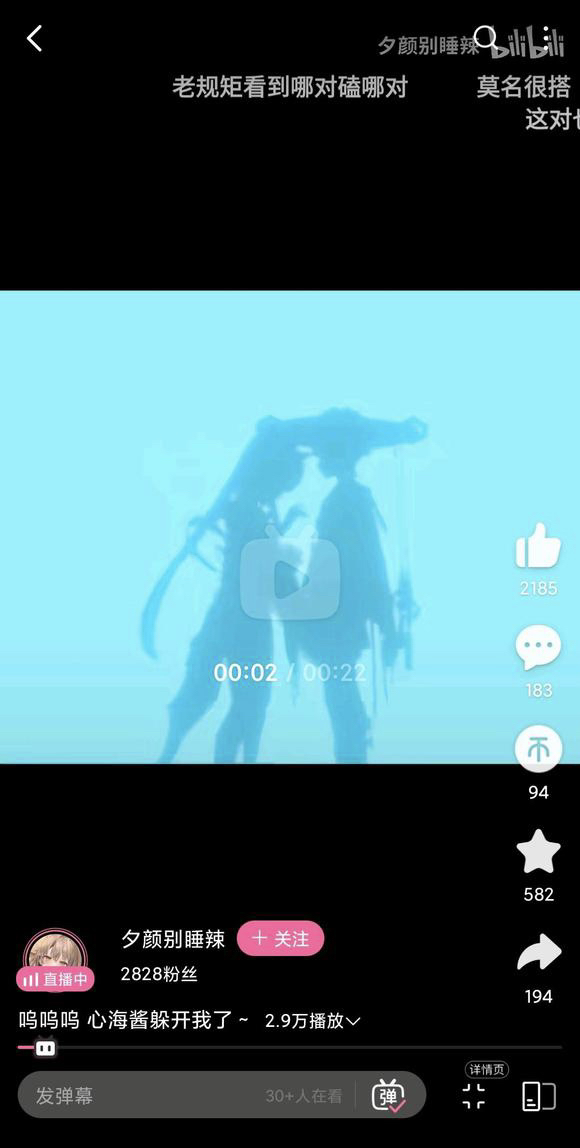 夕颜别睡辣 bilibili
老规矩看到哪对磕哪对 莫名很搭
这对
00:02 / 00:22
2185
183
94
582
194
夕颜别睡辣 + 关注
2828粉丝
直播中
呜呜呜 心海酱躲开我了 ~ 2.9万播放
详情页
发弹幕 30+人在看 弹